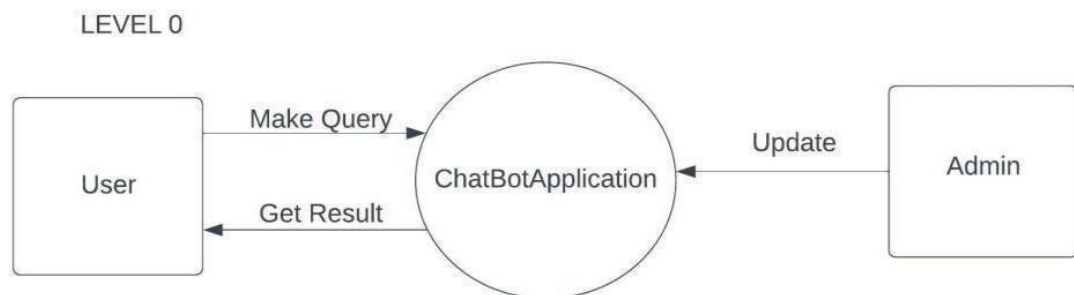 LEVEL 0
Make Query
User
Get Result
ChatBotApplication
Update
Admin